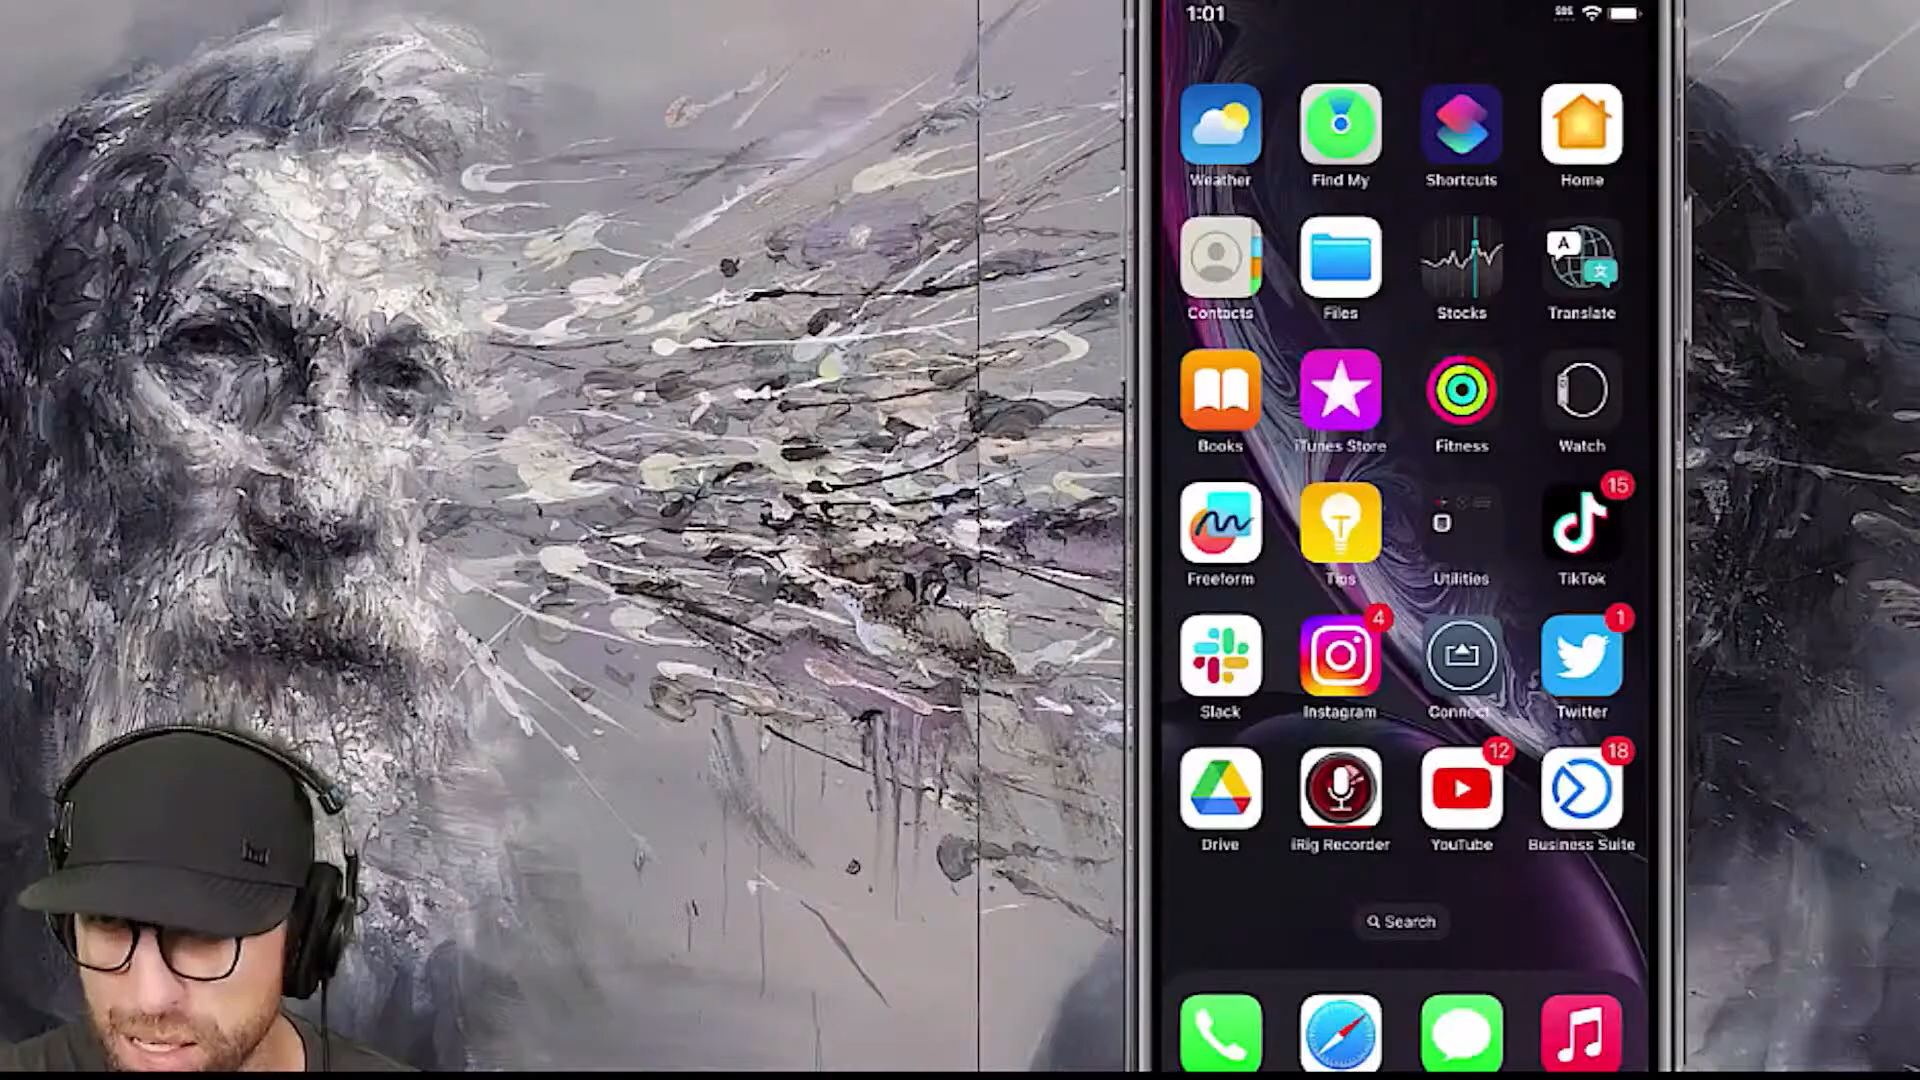 1:01 SOS
Weather Find My Shortcuts Home
Contacts Files Stocks Translate
Books iTunes Store Fitness Watch
15
Freeform Tips Utilities TikTok
4 1
Slack Instagram Connect Twitter
12 18
Drive iRig Recorder YouTube Business Suite
Search